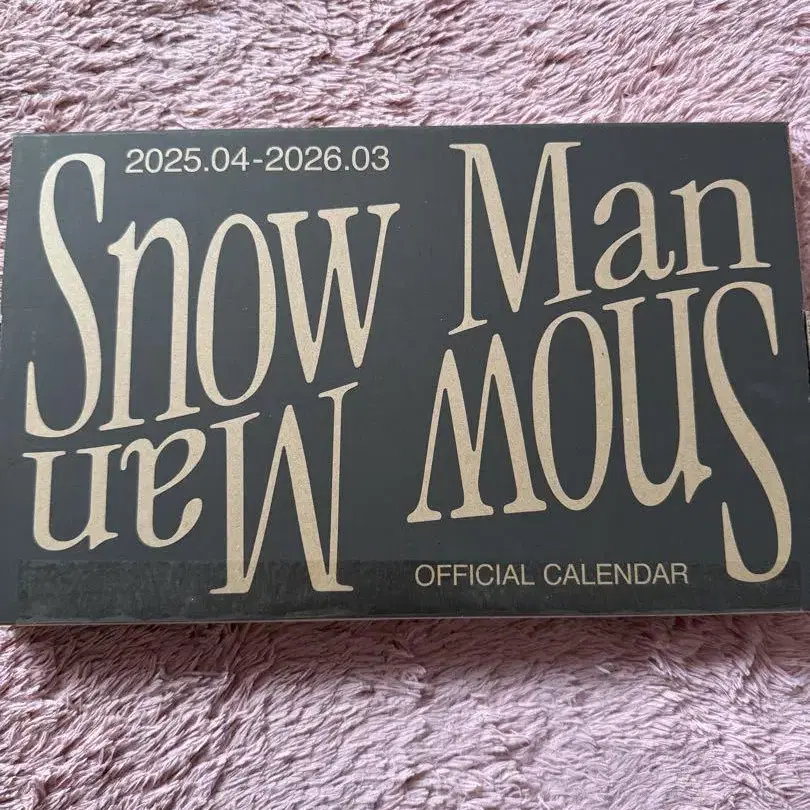 2025.04-2026.03
Snow Man
Man Snow
OFFICIAL CALENDAR